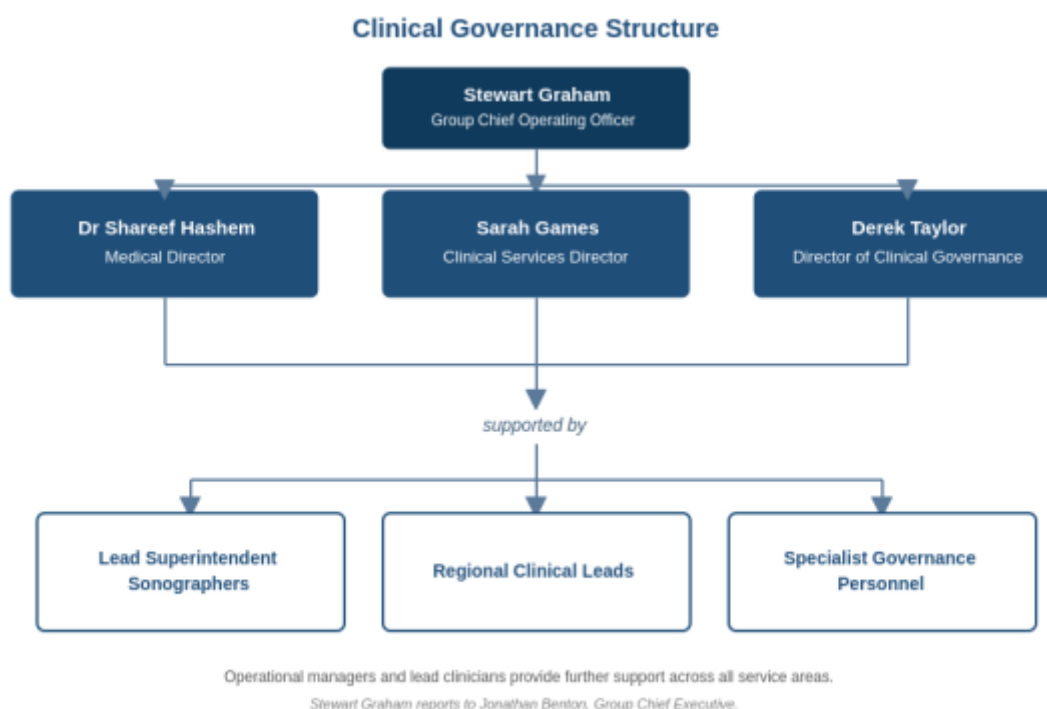 Clinical Governance Structure
Stewart Graham
Group Chief Operating Officer
Dr Shareef Hashem
Medical Director
Sarah Games
Clinical Services Director
Derek Taylor
Director of Clinical Governance
supported by
Lead Superintendent
Sonographers
Regional Clinical Leads
Specialist Governance
Personnel
Operational managers and lead clinicians provide further support across all service areas.
Stewart Graham reports to Jonathan Benton, Group Chief Executive.